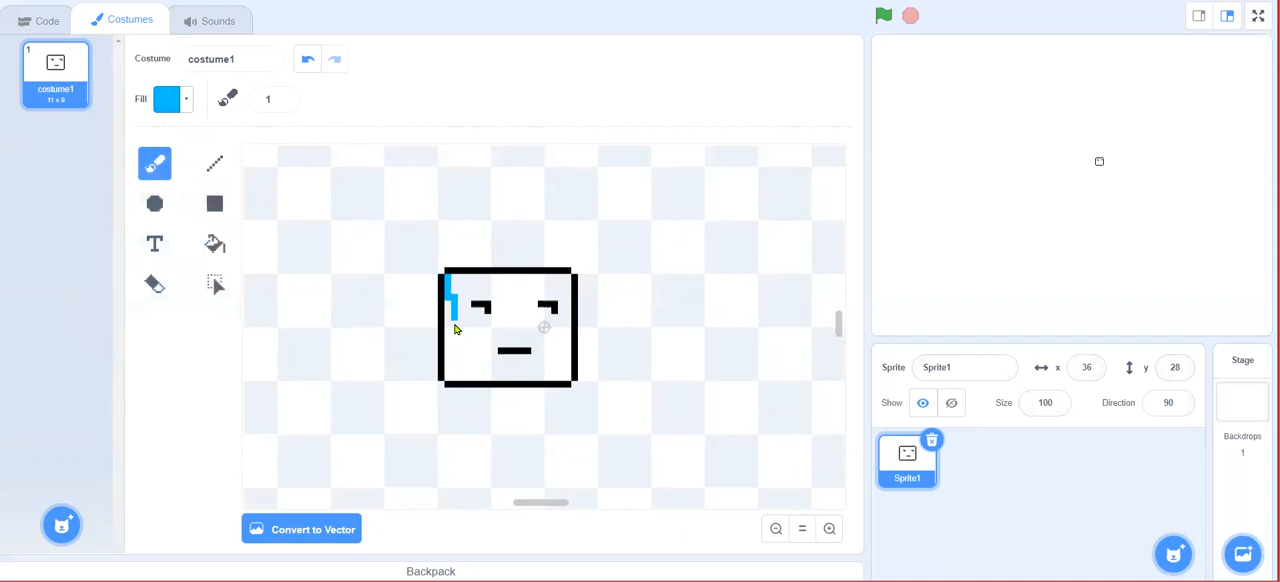 Code
Costumes
Sounds
1
costume1
11 x 9
Costume
costume1
Fill
1
T
Convert to Vector
Backpack
Sprite
Sprite1
x
36
y
28
Show
Size
100
Direction
90
Sprite1
Stage
Backdrops
1